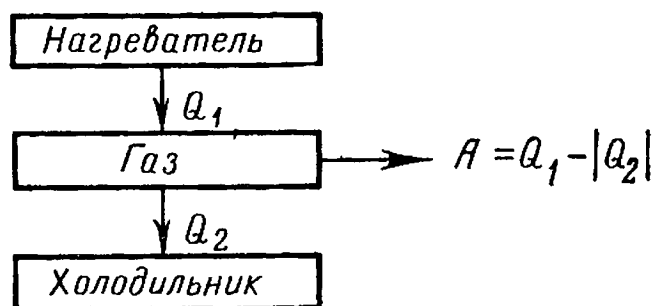 Нагреватель
Q₁
Газ
A = Q₁ – |Q₂|
Q₂
Холодильник